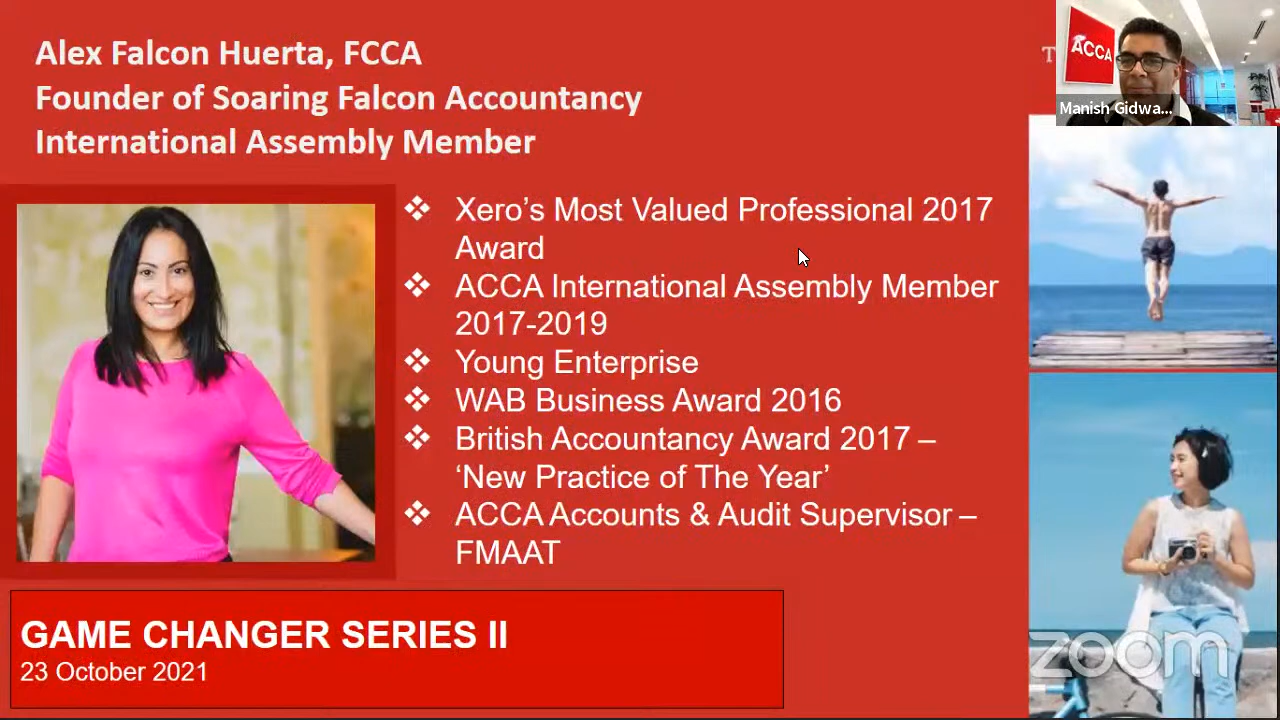 Alex Falcon Huerta, FCCA
Founder of Soaring Falcon Accountancy
International Assembly Member
T
ACCA
Manish Gidwa...
❖ Xero’s Most Valued Professional 2017
Award
❖ ACCA International Assembly Member
2017-2019
❖ Young Enterprise
❖ WAB Business Award 2016
❖ British Accountancy Award 2017 –
‘New Practice of The Year’
❖ ACCA Accounts & Audit Supervisor –
FMAAT
GAME CHANGER SERIES II
23 October 2021
zoom